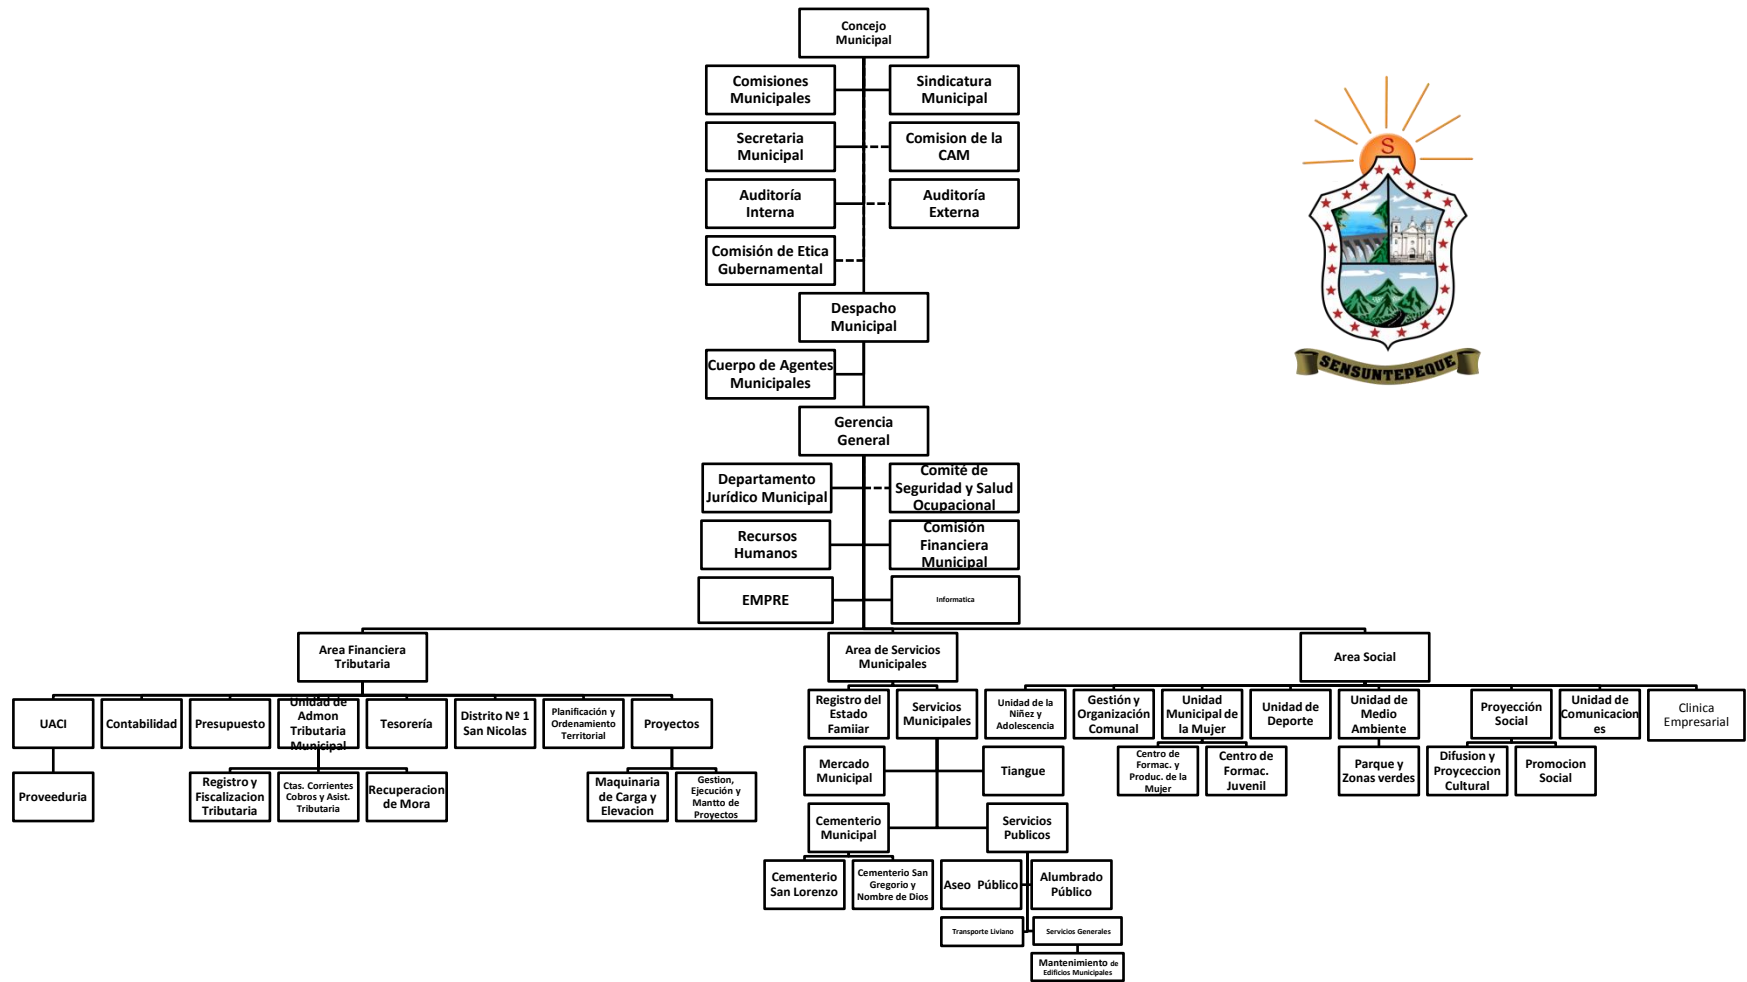 Concejo
Municipal
Comisiones
Municipales
Sindicatura
Municipal
Secretaria
Municipal
Comision de la
CAM
Auditoría
Interna
Auditoría
Externa
Comisión de Etica
Gubernamental
Despacho
Municipal
Cuerpo de Agentes
Municipales
Gerencia
General
Departamento
Jurídico Municipal
Comité de
Seguridad y Salud
Ocupacional
Recursos
Humanos
Comisión
Financiera
Municipal
EMPRE
Informatica
Area Financiera
Tributaria
Area de Servicios
Municipales
Area Social
UACI
Contabilidad
Presupuesto
Unidad de
Admon
Tributaria
Municipal
Tesorería
Distrito Nº 1
San Nicolas
Planificación y
Ordenamiento
Territorial
Proyectos
Registro del
Estado
Famiiar
Servicios
Municipales
Unidad de la
Niñez y
Adolescencia
Gestión y
Organización
Comunal
Unidad
Municipal de
la Mujer
Unidad de
Deporte
Unidad de
Medio
Ambiente
Proyección
Social
Unidad de
Comunicacion
es
Clinica
Empresarial
Proveeduria
Registro y
Fiscalizacion
Tributaria
Ctas. Corrientes
Cobros y Asist.
Tributaria
Recuperacion
de Mora
Maquinaria
de Carga y
Elevacion
Gestion,
Ejecución y
Mantto de
Proyectos
Mercado
Municipal
Tiangue
Centro de
Formac. y
Produc. de la
Mujer
Centro de
Formac.
Juvenil
Parque y
Zonas verdes
Difusion y
Proyceccion
Cultural
Promocion
Social
Cementerio
Municipal
Servicios
Publicos
Cementerio
San Lorenzo
Cementerio San
Gregorio y
Nombre de Dios
Aseo Público
Alumbrado
Público
Transporte Liviano
Servicios Generales
Mantenimiento de
Edificios Municipales
S
SENSUNTEPEQUE